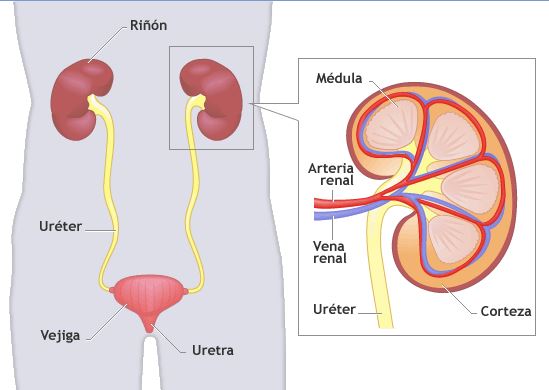 Riñón
Uréter
Vejiga
Uretra
Médula
Arteria
renal
Vena
renal
Uréter
Corteza